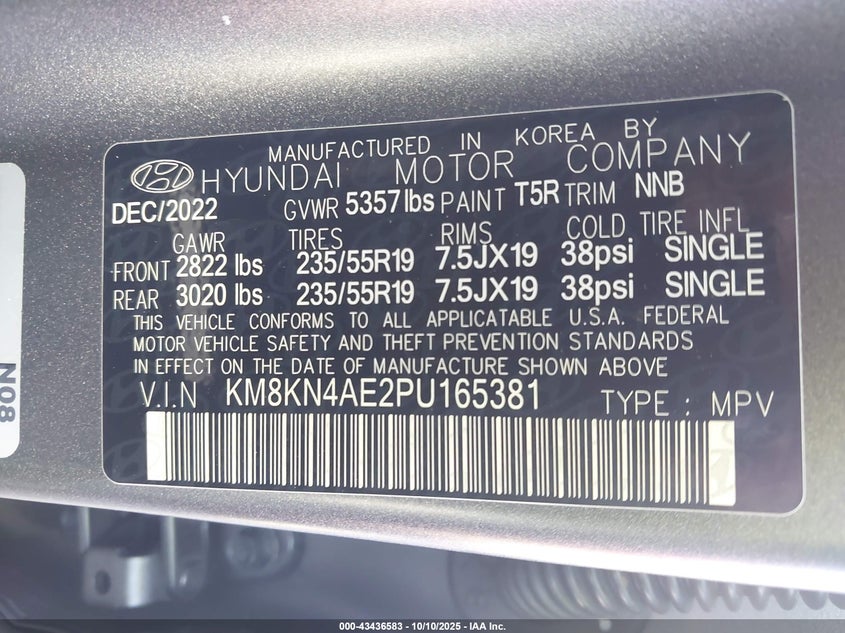 MANUFACTURED IN KOREA BY
HYUNDAI MOTOR COMPANY
DEC/2022 GVWR 5357lbs PAINT T5R TRIM NNB
GAWR TIRES RIMS COLD TIRE INFL
FRONT 2822 lbs 235/55R19 7.5JX19 38psi SINGLE
REAR 3020 lbs 235/55R19 7.5JX19 38psi SINGLE
THIS VEHICLE CONFORMS TO ALL APPLICATABLE U.S.A. FEDERAL
MOTOR VEHICLE SAFETY AND THEFT PREVENTION STANDARDS
IN EFFECT ON THE DATE OF MANUFACTURE SHOWN ABOVE
V.I.N KM8KN4AE2PU165381 TYPE : MPV
N08
000-43436583 - 10/10/2025 - IAA Inc.